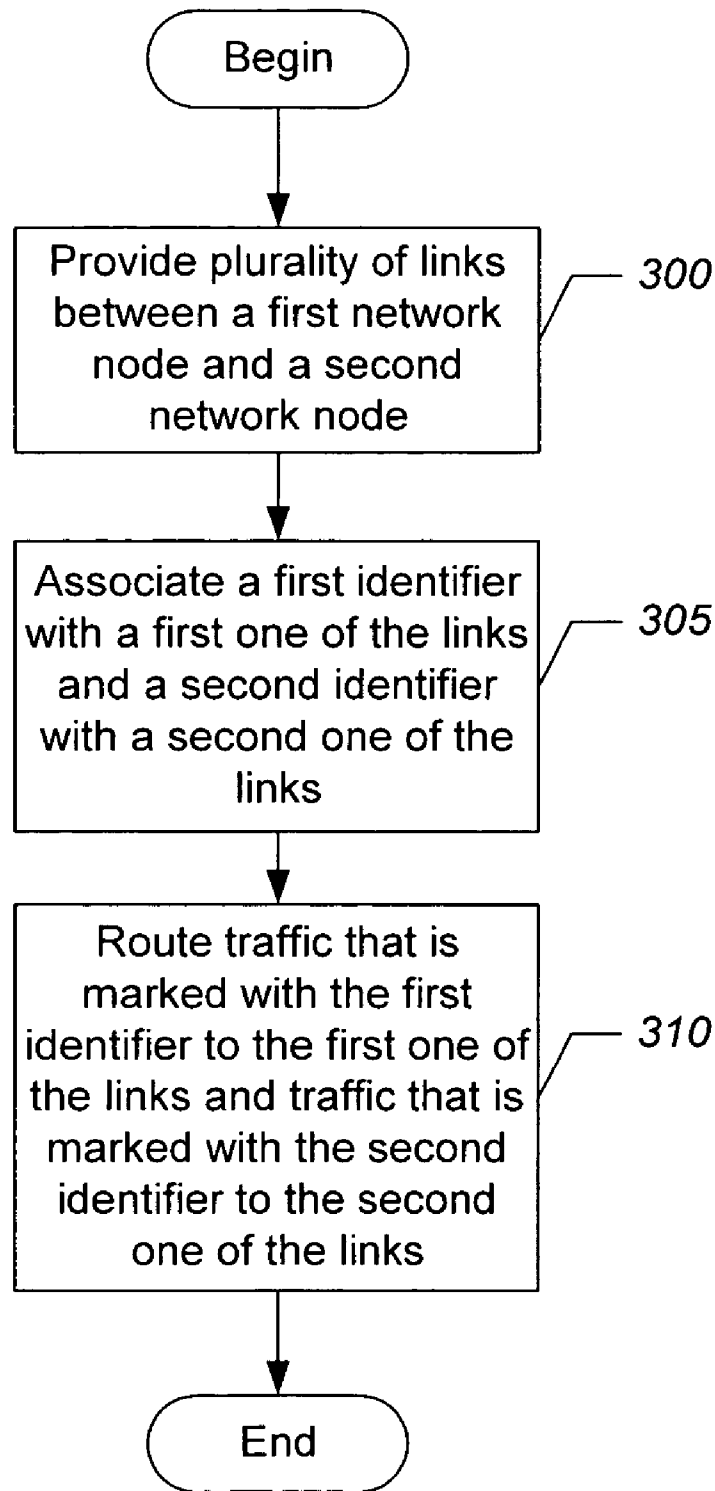 Begin
Provide plurality of links
between a first network
node and a second
network node
300
Associate a first identifier
with a first one of the links
and a second identifier
with a second one of the
links
305
Route traffic that is
marked with the first
identifier to the first one of
the links and traffic that is
marked with the second
identifier to the second
one of the links
310
End